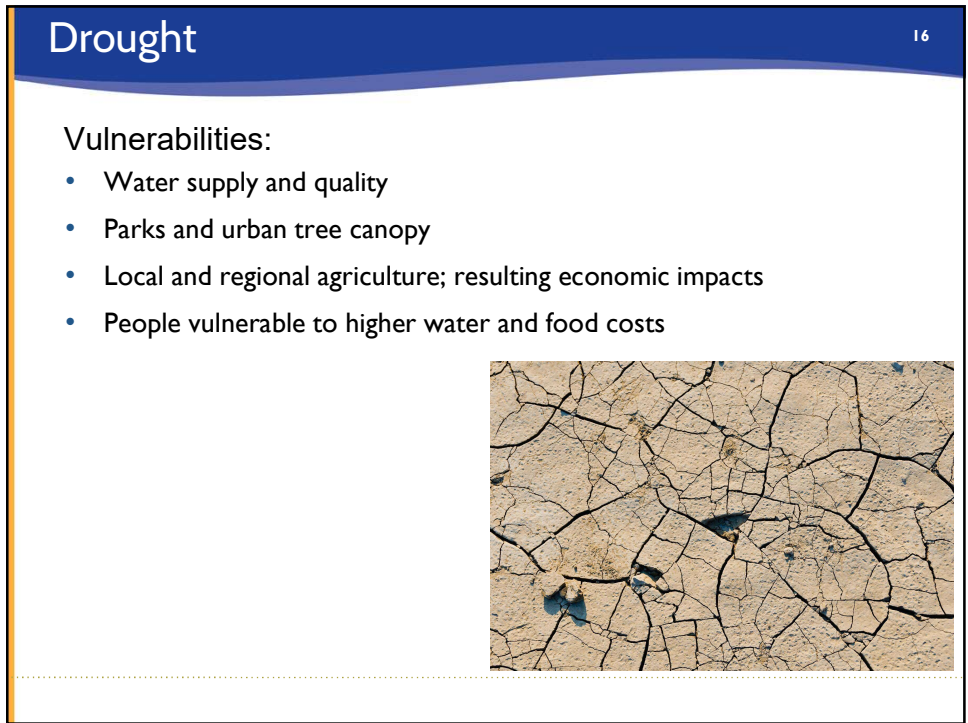 Drought
16
Vulnerabilities:
• Water supply and quality
• Parks and urban tree canopy
• Local and regional agriculture; resulting economic impacts
• People vulnerable to higher water and food costs